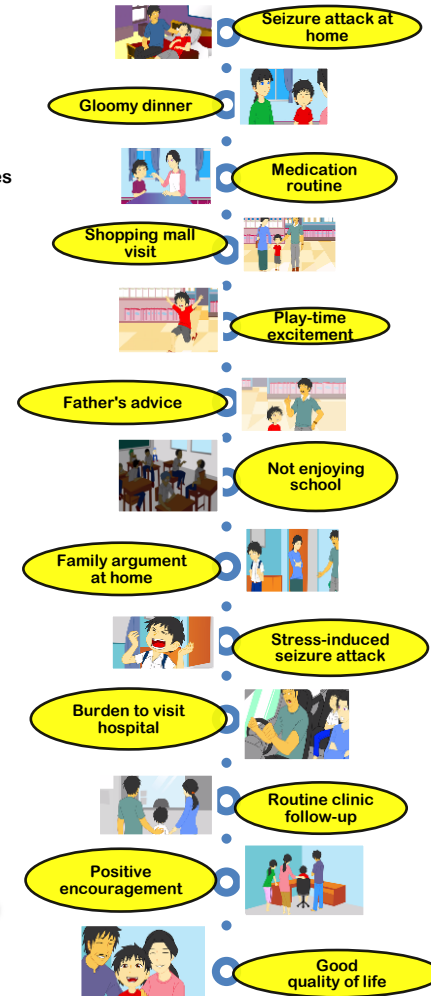 Seizure attack at
home
Gloomy dinner
es
Medication
routine
Shopping mall
visit
Play-time
excitement
Father's advice
Not enjoying
school
Family argument
at home
Stress-induced
seizure attack
Burden to visit
hospital
Routine clinic
follow-up
Positive
encouragement
Good
quality of life